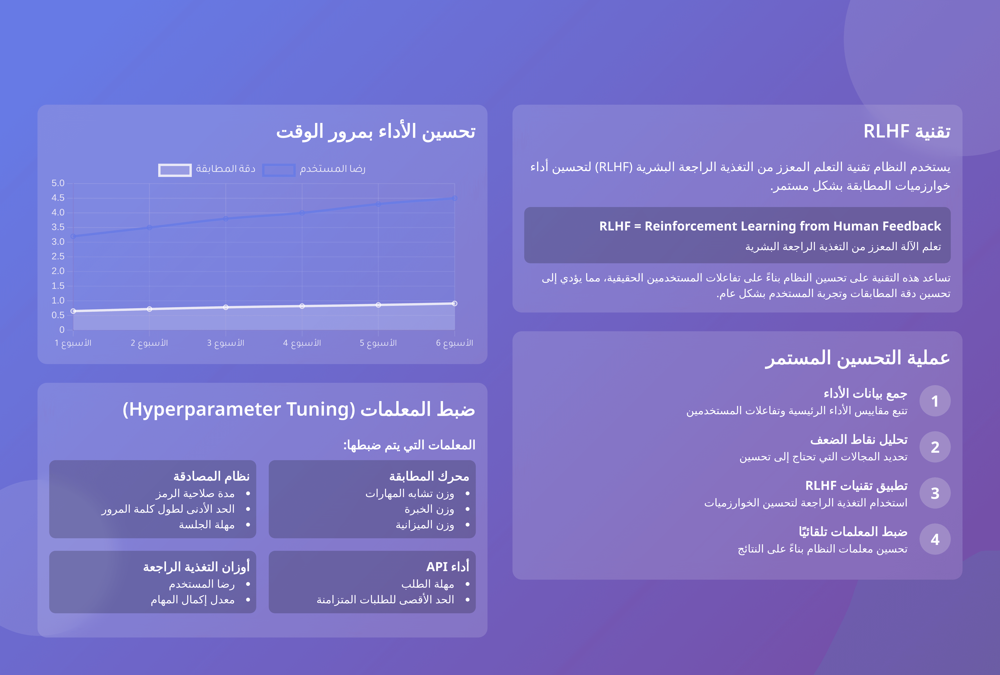 تقنية RLHF
يستخدم النظام تقنية التعلم المعزز من التغذية الراجعة البشرية (RLHF) لتحسين أداء
خوارزميات المطابقة بشكل مستمر.
RLHF = Reinforcement Learning from Human Feedback
تعلم الآلة المعزز من التغذية الراجعة البشرية
تساعد هذه التقنية على تحسين النظام بناءً على تفاعلات المستخدمين الحقيقية، مما يؤدي إلى
تحسين دقة المطابقات وتجربة المستخدم بشكل عام.
عملية التحسين المستمر
1
جمع بيانات الأداء
تتبع مقاييس الأداء الرئيسية وتفاعلات المستخدمين
2
تحليل نقاط الضعف
تحديد المجالات التي تحتاج إلى تحسين
3
تطبيق تقنيات RLHF
استخدام التغذية الراجعة لتحسين الخوارزميات
4
ضبط المعلمات تلقائيًا
تحسين معلمات النظام بناءً على النتائج
تحسين الأداء بمرور الوقت
رضا المستخدم
دقة المطابقة
5.0
4.5
4.0
3.5
3.0
2.5
2.0
1.5
1.0
0.5
0
الأسبوع 1
الأسبوع 2
الأسبوع 3
الأسبوع 4
الأسبوع 5
الأسبوع 6
ضبط المعلمات (Hyperparameter Tuning)
المعلمات التي يتم ضبطها:
محرك المطابقة
• وزن تشابه المهارات
• وزن الخبرة
• وزن الميزانية
نظام المصادقة
• مدة صلاحية الرمز
• الحد الأدنى لطول كلمة المرور
• مهلة الجلسة
أداء API
• مهلة الطلب
• الحد الأقصى للطلبات المتزامنة
أوزان التغذية الراجعة
• رضا المستخدم
• معدل إكمال المهام